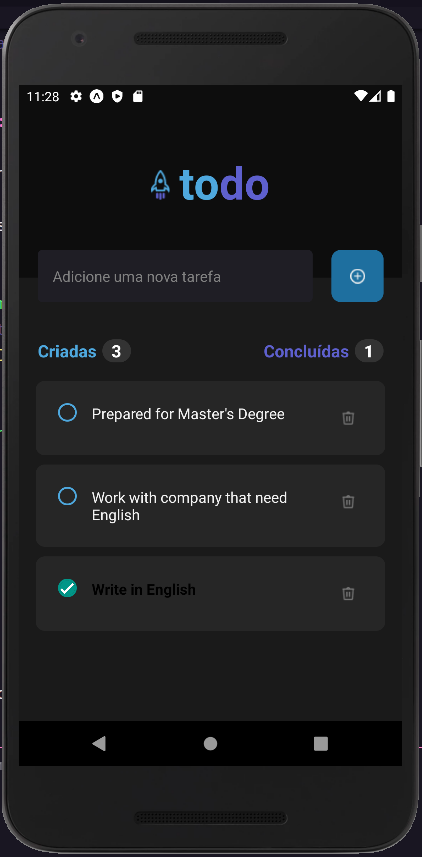 11:28
todo
Adicione uma nova tarefa
Criadas 3 Concluídas 1
Prepared for Master's Degree
Work with company that need
English
Write in English